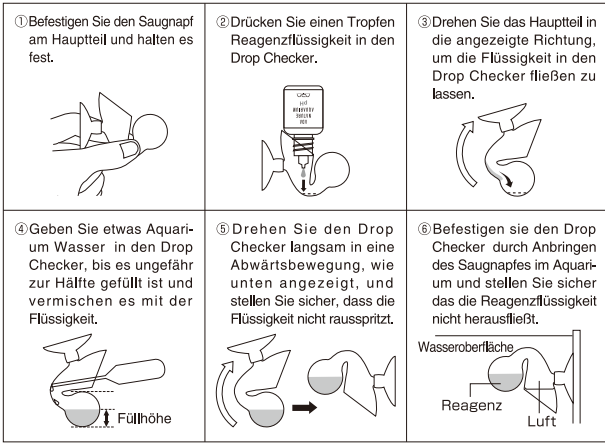 ①Befestigen Sie den Saugnapf
am Hauptteil und halten es
fest.
②Drücken Sie einen Tropfen
Reagenzflüssigkeit in den
Drop Checker.
pH
ADA
NATURE
AQUARIUM
③Drehen Sie das Hauptteil in
die angezeigte Richtung,
um die Flüssigkeit in den
Drop Checker fließen zu
lassen.
④Geben Sie etwas Aquari-
um Wasser in den Drop
Checker, bis es ungefähr
zur Hälfte gefüllt ist und
vermischen es mit der
Flüssigkeit.
Füllhöhe
⑤Drehen Sie den Drop
Checker langsam in eine
Abwärtsbewegung, wie
unten angezeigt, und
stellen Sie sicher, dass die
Flüssigkeit nicht rausspritzt.
⑥Befestigen sie den Drop
Checker durch Anbringen
des Saugnapfes im Aquari-
um und stellen Sie sicher
das die Reagenzflüssigkeit
nicht herausfließt.
Wasseroberfläche
Reagenz
Luft